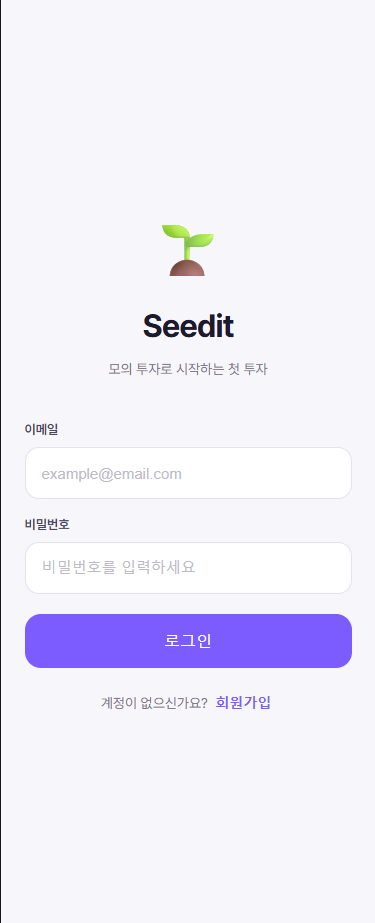 Seedit
모의 투자로 시작하는 첫 투자
이메일
example@email.com
비밀번호
비밀번호를 입력하세요
로그인
계정이 없으신가요? 회원가입